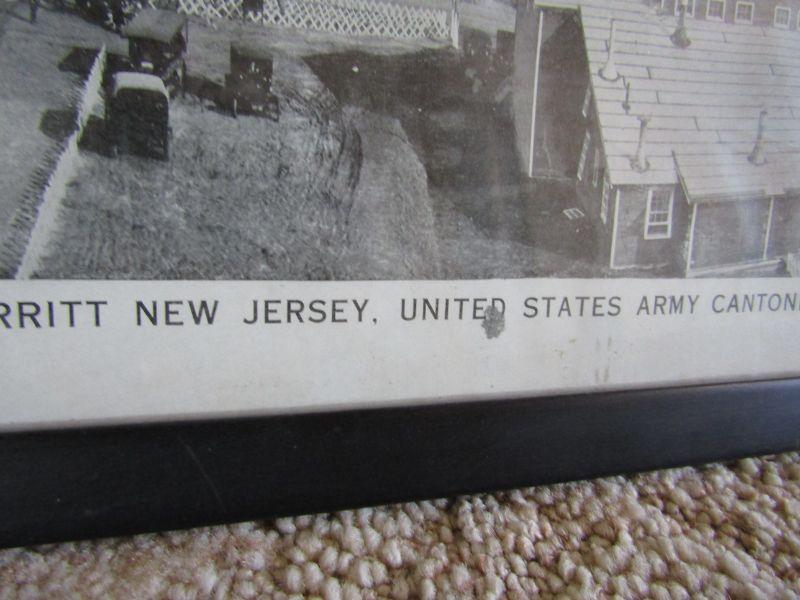 RRITT NEW JERSEY, UNITED STATES ARMY CANTON